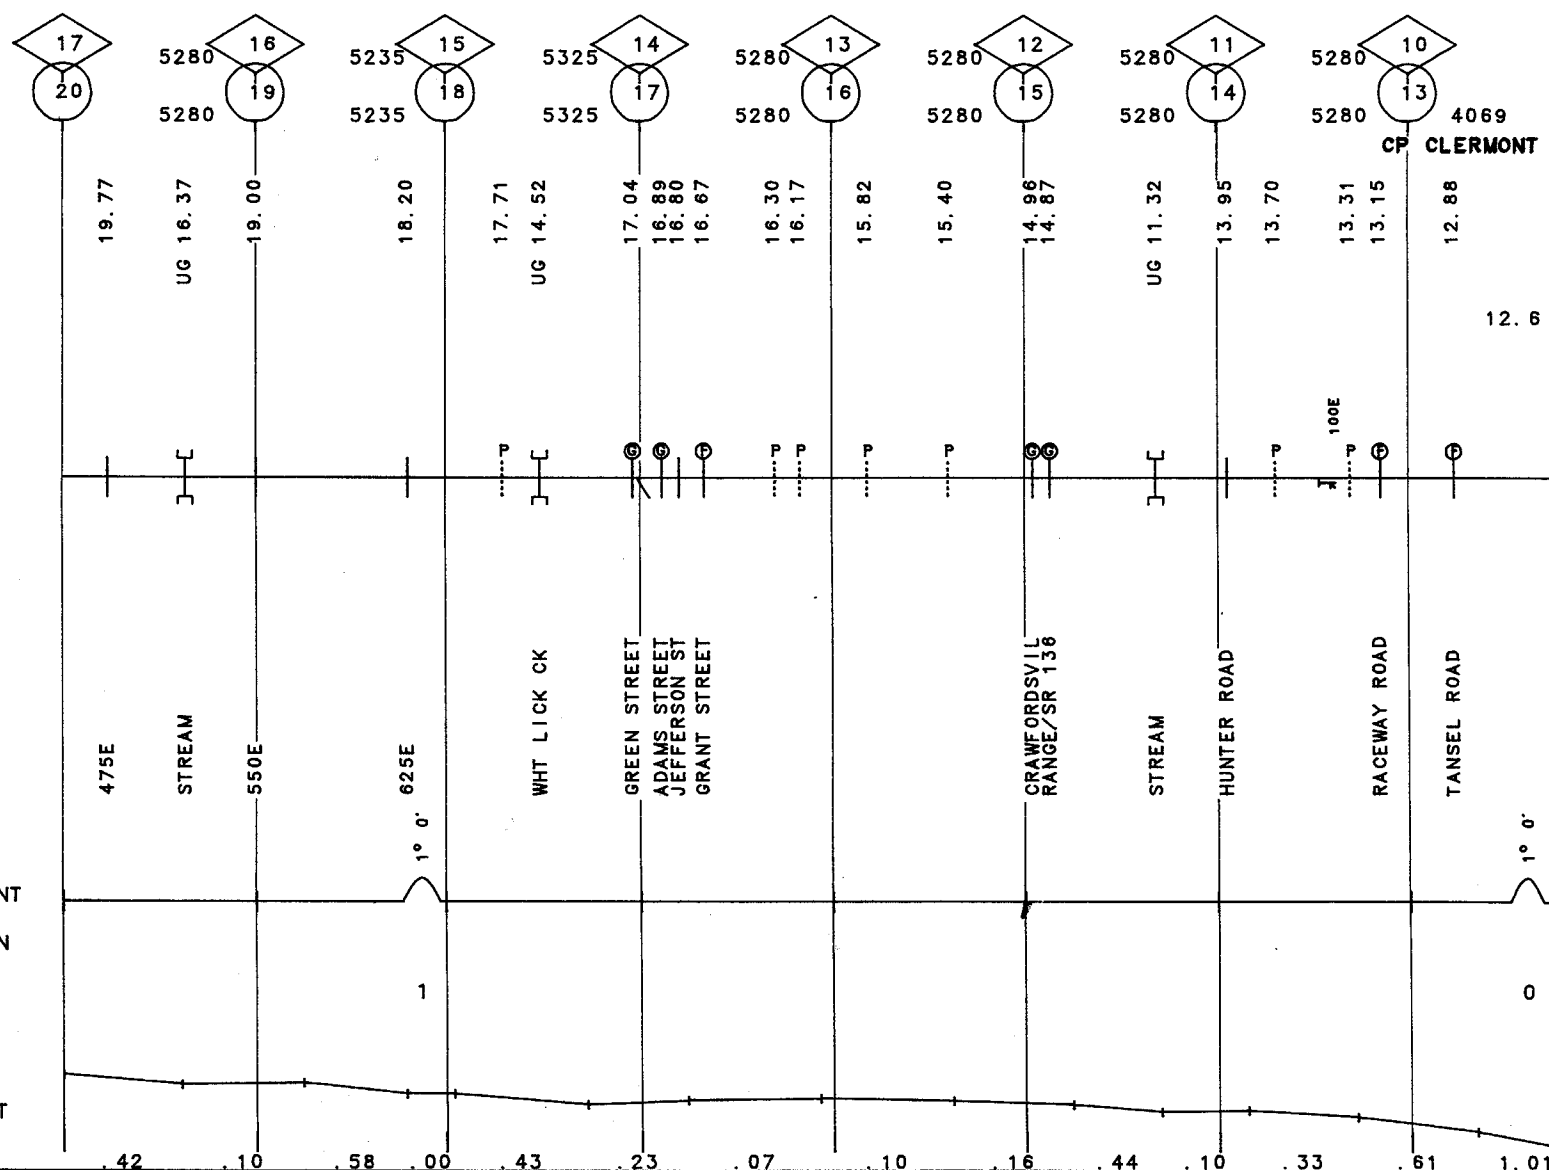 17 16 15 14 13 12 11 10
5280 5235 5325 5280 5280 5280 5280
20 19 18 17 16 15 14 13
5280 5235 5325 5280 5280 5280 5280 4069
CP CLERMONT
19.77
UG 16.37
19.00
18.20
17.71
UG 14.52
17.04
16.89
16.80
16.67
16.30
16.17
15.82
15.40
14.96
14.87
UG 11.32
13.95
13.70
13.31
13.15
12.88
12.6
100E
P G G F P P P P G G P P F F
475E
STREAM
550E
625E
WHT LICK CK
GREEN STREET
ADAMS STREET
JEFFERSON ST
GRANT STREET
CRAWFORDSVIL
RANGE/SR 136
STREAM
HUNTER ROAD
RACEWAY ROAD
TANSEL ROAD
1° 0' 1° 0'
NT
N
1 0
T
.42 .10 .58 .00 .43 .23 .07 .10 .16 .44 .10 .33 .61 1.01